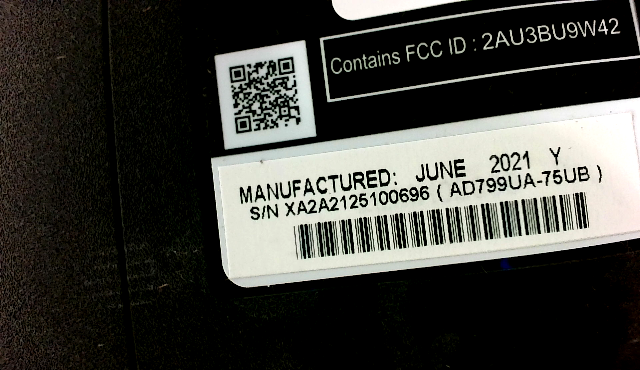 Contains FCC ID : 2AU3BU9W42
MANUFACTURED: JUNE 2021 Y
S/N XA2A2125100696 ( AD799UA-75UB )